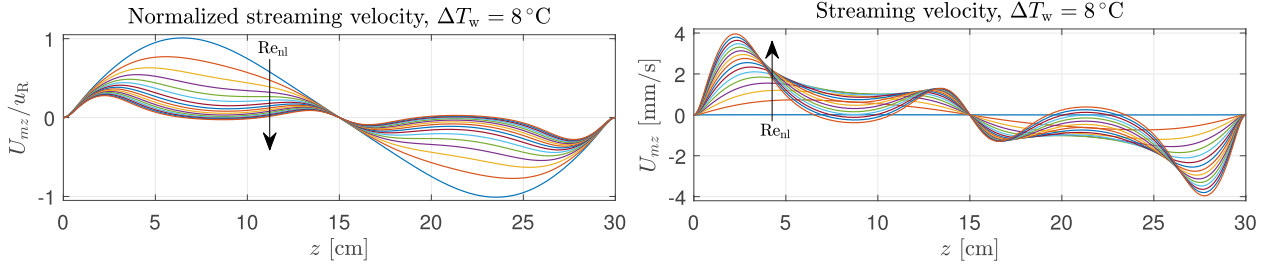 Normalized streaming velocity, ΔT_w = 8 °C
1
0
-1
U_mz/u_R
Re_nl
0 5 10 15 20 25 30
z [cm]
Streaming velocity, ΔT_w = 8 °C
4
2
0
-2
-4
U_mz [mm/s]
Re_nl
0 5 10 15 20 25 30
z [cm]